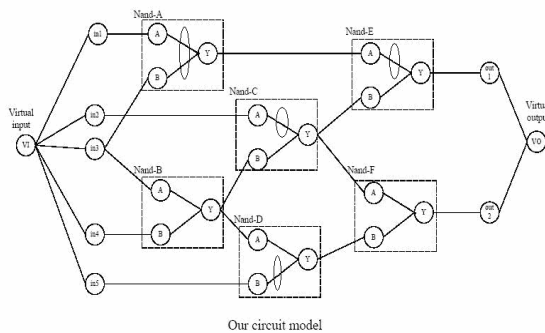 Nand-A
Nand-E
in1
A
Y
B
A
Y
B
out
1
Virtual
input
VI
in2
in3
Nand-C
A
Y
B
Virtual
output
VO
Nand-B
A
Y
B
Nand-F
A
Y
B
out
2
in4
Nand-D
A
Y
B
in5
Our circuit model